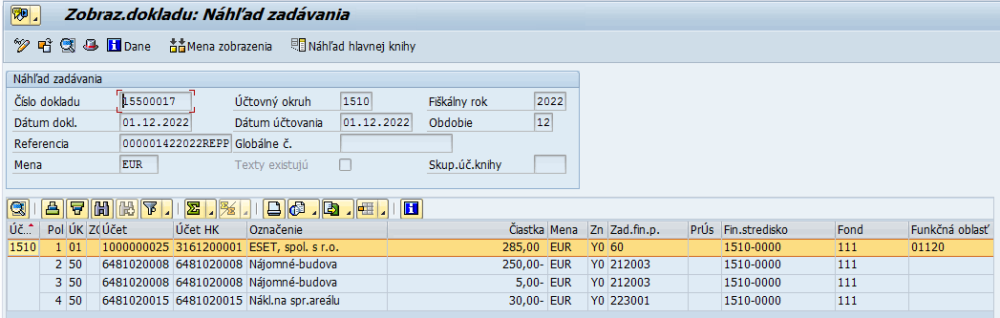 Zobraz.dokladu: Náhľad zadávania
Dane Mena zobrazenia Náhľad hlavnej knihy
Náhľad zadávania
Číslo dokladu 15500017 Účtovný okruh 1510 Fiškálny rok 2022
Dátum dokl. 01.12.2022 Dátum účtovania 01.12.2022 Obdobie 12
Referencia 000001422022REPP Globálne č.
Mena EUR Texty existujú Skup.úč.knihy
Úč... Pol ÚK ZO Účet Účet HK Označenie Čiastka Mena Zn Zad.fin.p. PrÚs Fin.stredisko Fond Funkčná oblasť
1510 1 01 1000000025 3161200001 ESET, spol. s r.o. 285,00 EUR Y0 60 1510-0000 111 01120
2 50 6481020008 6481020008 Nájomné-budova 250,00- EUR Y0 212003 1510-0000 111
3 50 6481020008 6481020008 Nájomné-budova 5,00- EUR Y0 212003 1510-0000 111
4 50 6481020015 6481020015 Nákl.na spr.areálu 30,00- EUR Y0 223001 1510-0000 111